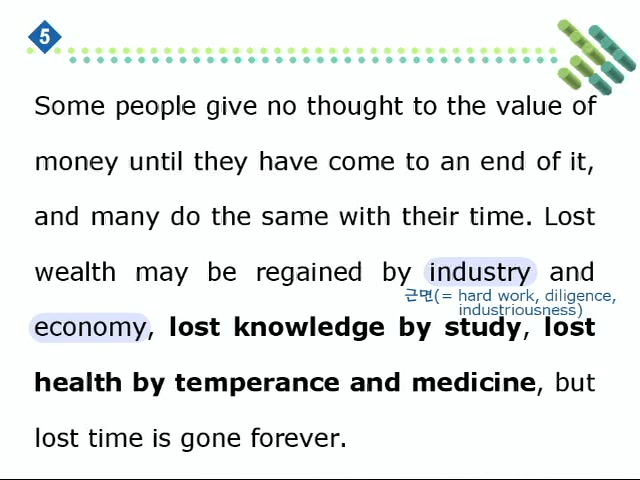 5
Some people give no thought to the value of
money until they have come to an end of it,
and many do the same with their time. Lost
wealth may be regained by industry and
근면(= hard work, diligence,
industriousness)
economy, lost knowledge by study, lost
health by temperance and medicine, but
lost time is gone forever.